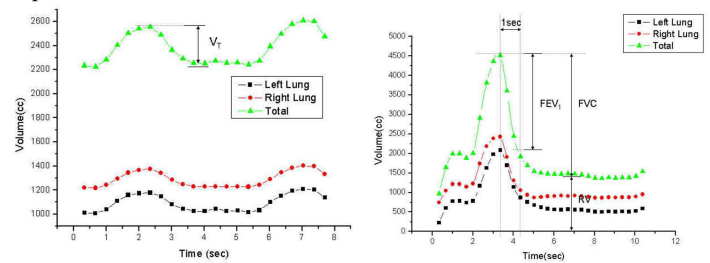 2600
2400
2200
2000
1800
1600
1400
1200
1000
Volume(cc)
V_T
Left Lung
Right Lung
Total
0 1 2 3 4 5 6 7 8
Time (sec)
5000
4500
4000
3500
3000
2500
2000
1500
1000
500
0
Volume(cc)
1sec
Left Lung
Right Lung
Total
FEV₁
FVC
RV
0 2 4 6 8 10 12
Time(sec)